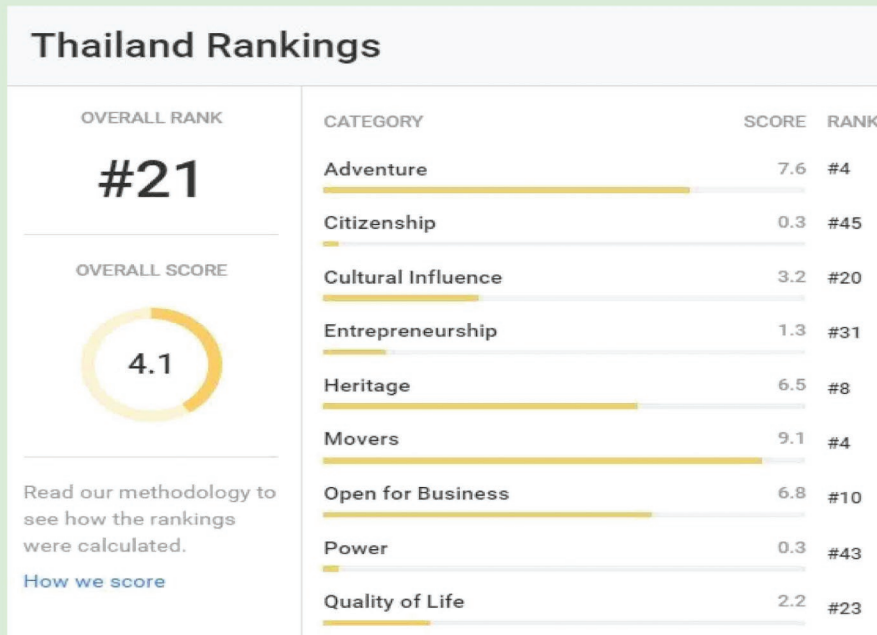 Thailand Rankings
OVERALL RANK
#21
OVERALL SCORE
4.1
Read our methodology to
see how the rankings
were calculated.
How we score
CATEGORY SCORE RANK
Adventure 7.6 #4
Citizenship 0.3 #45
Cultural Influence 3.2 #20
Entrepreneurship 1.3 #31
Heritage 6.5 #8
Movers 9.1 #4
Open for Business 6.8 #10
Power 0.3 #43
Quality of Life 2.2 #23